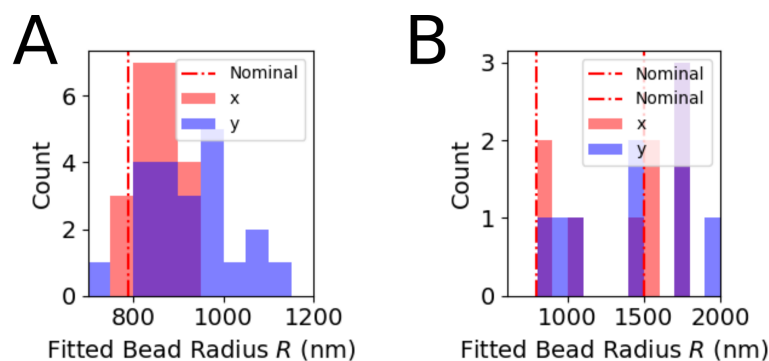 A
Nominal
x
y
6
4
2
0
Count
800
1000
1200
Fitted Bead Radius R (nm)
B
Nominal
Nominal
x
y
3
2
1
0
Count
1000
1500
2000
Fitted Bead Radius R (nm)